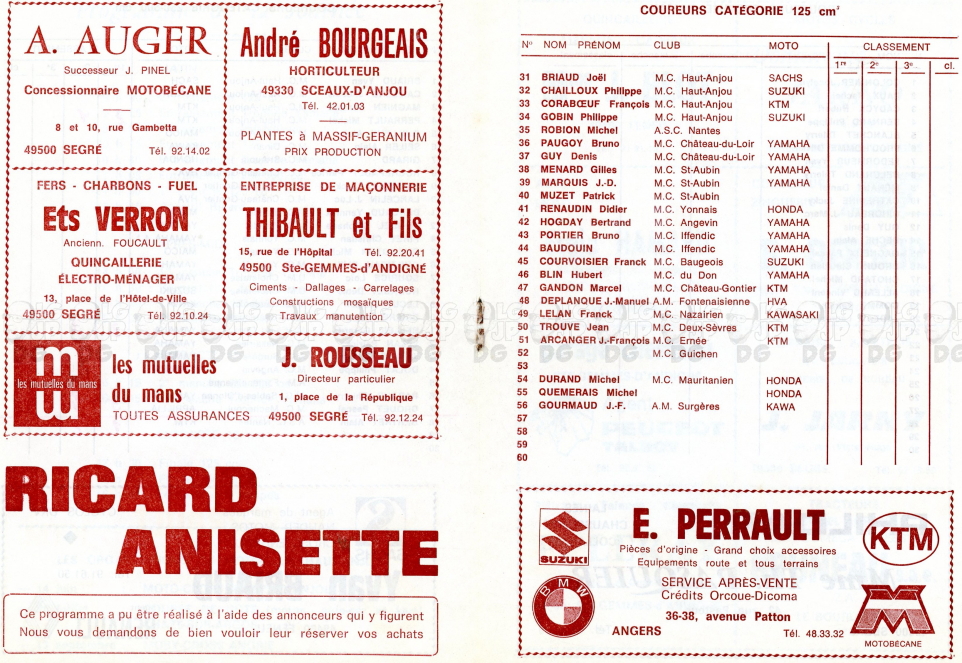 A. AUGER
Successeur J. PINEL
Concessionnaire MOTOBÉCANE
8 et 10, rue Gambetta
49500 SEGRÉ Tél. 92.14.02
André BOURGEAIS
HORTICULTEUR
49330 SCEAUX-D'ANJOU
Tél. 42.01.03
PLANTES à MASSIF-GERANIUM
PRIX PRODUCTION
FERS - CHARBONS - FUEL
Ets VERRON
Ancienn. FOUCAULT
QUINCAILLERIE
ÉLECTRO-MÉNAGER
13, place de l'Hôtel-de-Ville
49500 SEGRÉ Tél. 92.10.24
ENTREPRISE DE MAÇONNERIE
THIBAULT et Fils
15, rue de l'Hôpital Tél. 92.20.41
49500 Ste-GEMMES-d'ANDIGNÉ
Ciments - Dallages - Carrelages
Constructions mosaïques
Travaux manutention
les mutuelles du mans
les mutuelles
du mans
TOUTES ASSURANCES
J. ROUSSEAU
Directeur particulier
1, place de la République
49500 SEGRÉ Tél. 92.12.24
RICARD
ANISETTE
Ce programme a pu être réalisé à l'aide des annonceurs qui y figurent
Nous vous demandons de bien vouloir leur réserver vos achats
COUREURS CATÉGORIE 125 cm³
N° NOM PRÉNOM CLUB MOTO CLASSEMENT
1re 2e 3e cl.
31 BRIAUD Joël M.C. Haut-Anjou SACHS
32 CHAILLOUX Philippe M.C. Haut-Anjou SUZUKI
33 CORABŒUF François M.C. Haut-Anjou KTM
34 GOBIN Philippe M.C. Haut-Anjou SUZUKI
35 ROBION Michel A.S.C. Nantes
36 PAUGOY Bruno M.C. Château-du-Loir YAMAHA
37 GUY Denis M.C. Château-du-Loir YAMAHA
38 MENARD Gilles M.C. St-Aubin YAMAHA
39 MARQUIS J.-D. M.C. St-Aubin YAMAHA
40 MUZET Patrick M.C. St-Aubin
41 RENAUDIN Didier M.C. Yonnais HONDA
42 HOGDAY Bertrand M.C. Angevin YAMAHA
43 PORTIER Bruno M.C. Iffendic YAMAHA
44 BAUDOUIN M.C. Iffendic YAMAHA
45 COURVOISIER Franck M.C. Baugeois SUZUKI
46 BLIN Hubert M.C. du Don YAMAHA
47 GANDON Marcel M.C. Château-Gontier KTM
48 DEPLANQUE J.-Manuel A.M. Fontenaisienne HVA
49 LELAN Franck M.C. Nazairien KAWASAKI
50 TROUVE Jean M.C. Deux-Sèvres KTM
51 ARCANGER J.-François M.C. Ernée KTM
52 M.C. Guichen
53
54 DURAND Michel M.C. Mauritanien HONDA
55 QUEMERAIS Michel HONDA
56 GOURMAUD J.-F. A.M. Surgères KAWA
57
58
59
60
SUZUKI
BMW
E. PERRAULT
Pièces d'origine - Grand choix accessoires
Equipements route et tous terrains
SERVICE APRÈS-VENTE
Crédits Orcoue-Dicoma
36-38, avenue Patton
ANGERS Tél. 48.33.32
KTM
MOTOBÉCANE